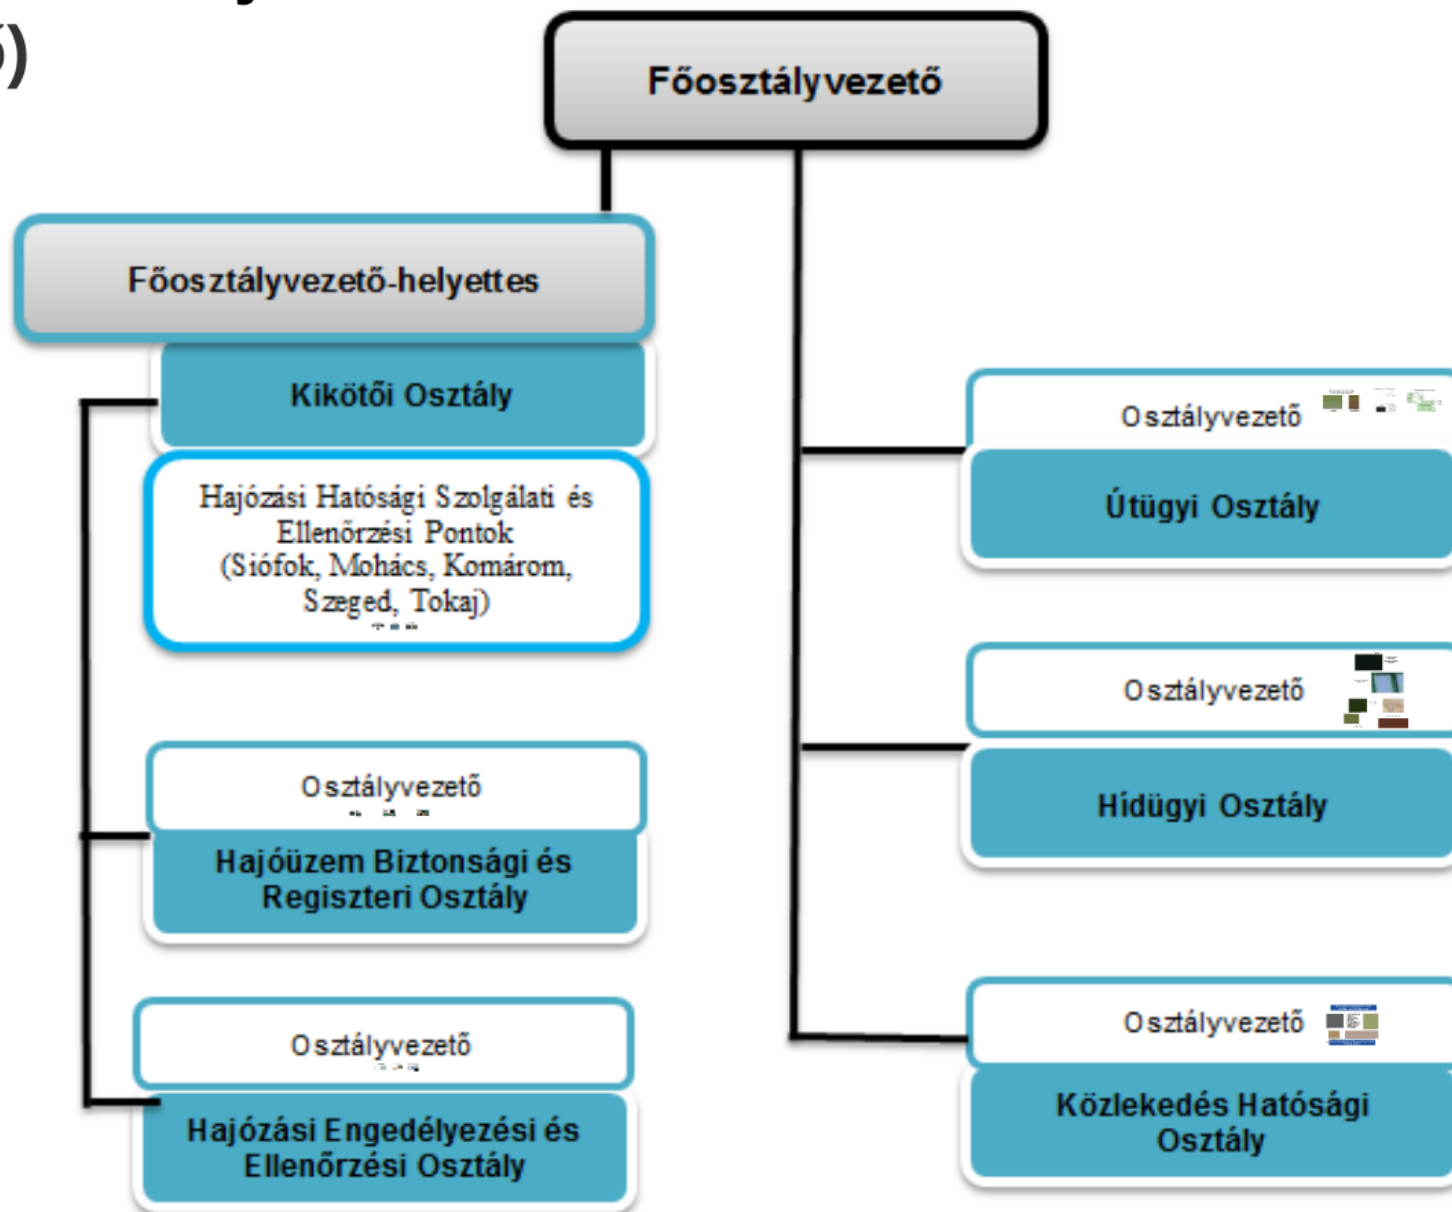 ő)
Főosztályvezető
Főosztályvezető-helyettes
Kikötői Osztály
Hajózási Hatósági Szolgálati és
Ellenőrzési Pontok
(Siófok, Mohács, Komárom,
Szeged, Tokaj)
Osztályvezető
Hajóüzem Biztonsági és
Regiszteri Osztály
Osztályvezető
Hajózási Engedélyezési és
Ellenőrzési Osztály
Osztályvezető
Útügyi Osztály
Osztályvezető
Hídügyi Osztály
Osztályvezető
Közlekedés Hatósági
Osztály